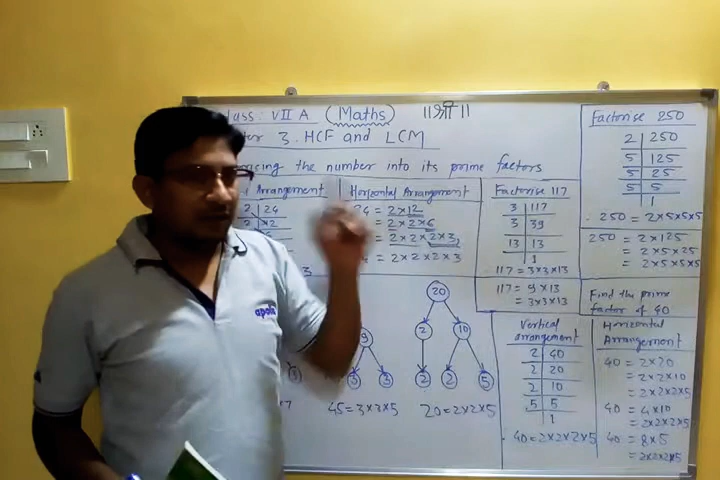 class : VII A (Maths) ॥श्री॥
3. HCF and LCM
the number into its prime factors
Arrangement
2 24
Horizontal Arrangement
24 = 2×12
= 2×2×6
= 2×2×2×3,
= 2×2×2×3
Factorise 117
3 117
3 39
13 13
1
117=3×3×13
117 = 9×13
= 3×3×13
Factorise 250
2 250
5 125
5 25
5 5
1
250 = 2×5×5×5
250 = 2×125
= 2×5×25
= 2×5×5×5
Find the prime
factor of 40
9
3 3
45=3×3×5
20
2 10
2 2 5
20=2×2×5
Vertical
arrangement
2 40
2 20
2 10
5 5
1
40=2×2×2×5
Horizontal
Arrangement
40 = 2×20
= 2×2×10
= 2×2×2×5
40 = 4×10
= 2×2×2×5
40 = 8×5
= 2×2×2×5
apollo